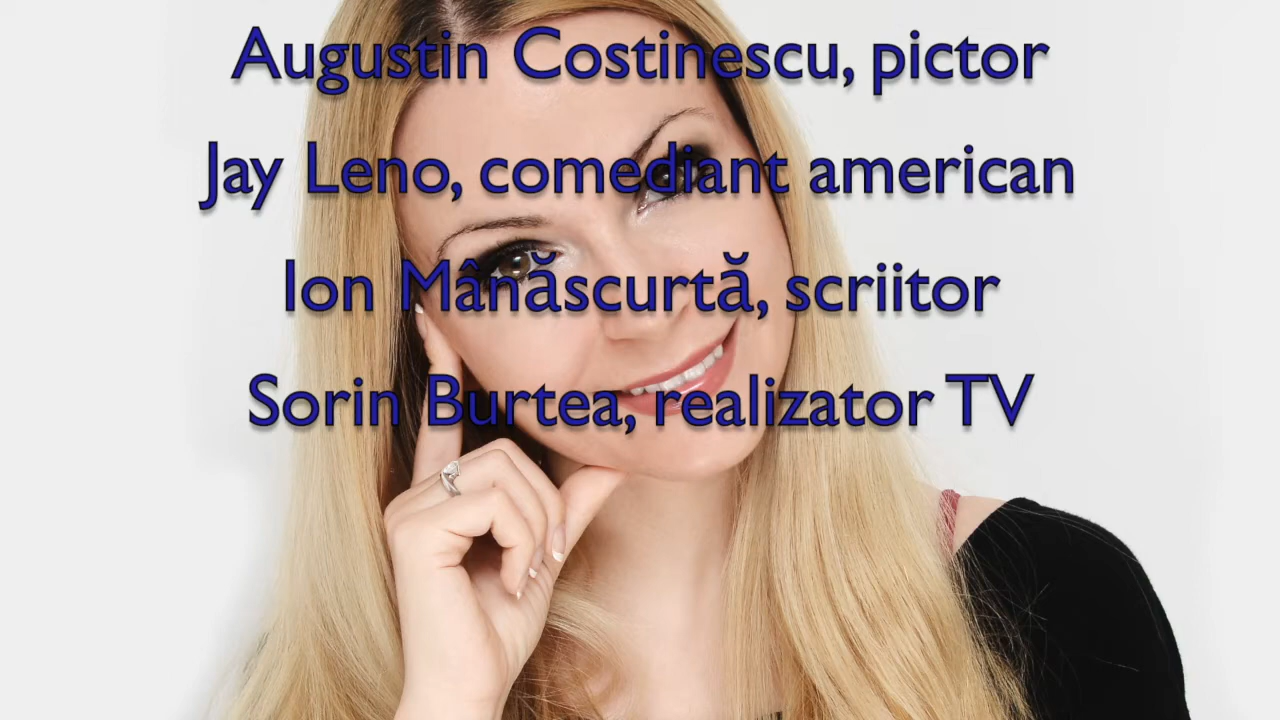 Augustin Costinescu, pictor
Jay Leno, comediant american
Ion Mânăscurtă, scriitor
Sorin Burtea, realizator TV